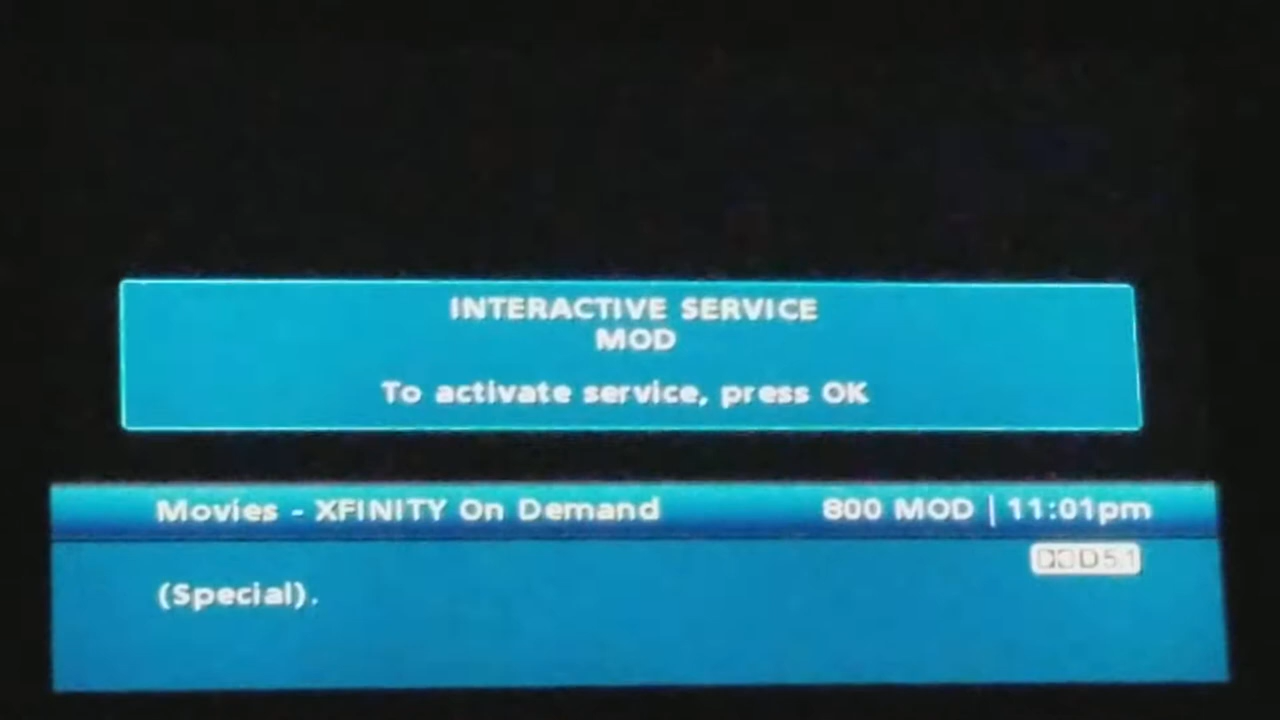 INTERACTIVE SERVICE
MOD
To activate service, press OK
Movies - XFINITY On Demand 800 MOD | 11:01pm
(Special).